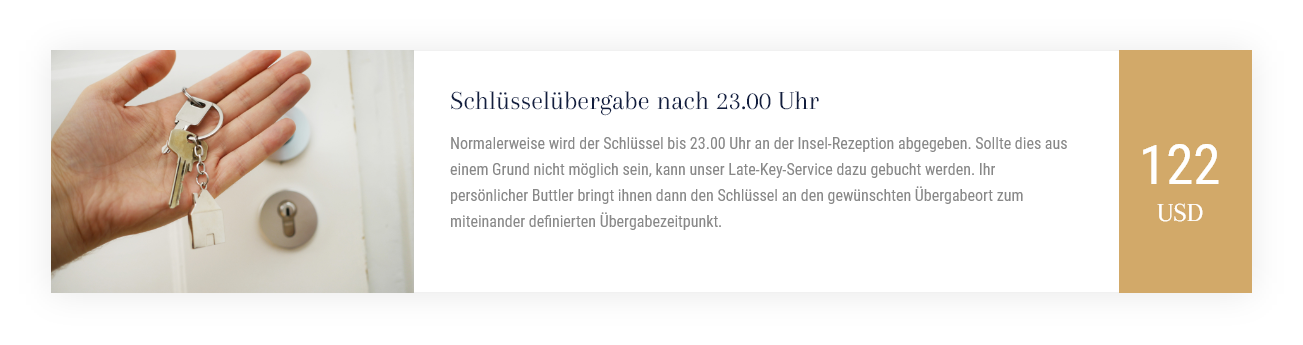 Schlüsselübergabe nach 23.00 Uhr
Normalerweise wird der Schlüssel bis 23.00 Uhr an der Insel-Rezeption abgegeben. Sollte dies aus
einem Grund nicht möglich sein, kann unser Late-Key-Service dazu gebucht werden. Ihr
persönlicher Buttler bringt ihnen dann den Schlüssel an den gewünschten Übergabeort zum
miteinander definierten Übergabezeitpunkt.
122
USD